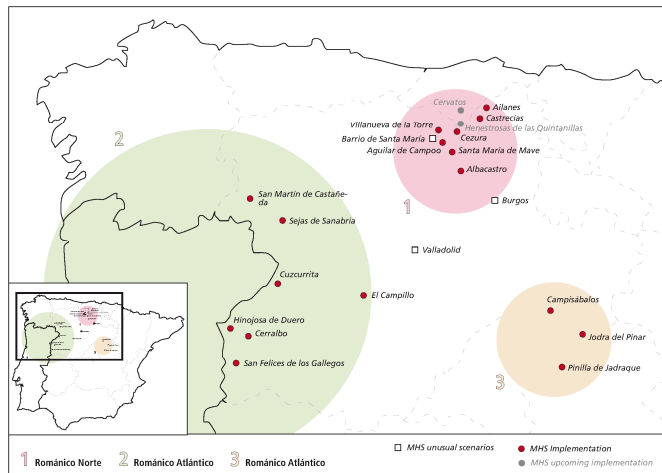 Cervatos
Ailanes
Castrecías
Villanueva de la Torre
Henestrosas de las Quintanillas
Barrio de Santa María
Cezura
Aguilar de Campoo
Santa María de Mave
Albacastro
2
1
Burgos
San Martín de Castañe-
da
Sejas de Sanabria
Valladolid
Cuzcurrita
El Campillo
Campisábalos
Hinojosa de Duero
Cerralbo
Jodra del Pinar
San Felices de los Gallegos
Pinilla de Jadraque
3
1 Románico Norte
2 Románico Atlántico
3 Románico Atlántico
MHS unusual scenarios
MHS Implementation
MHS upcoming implementation